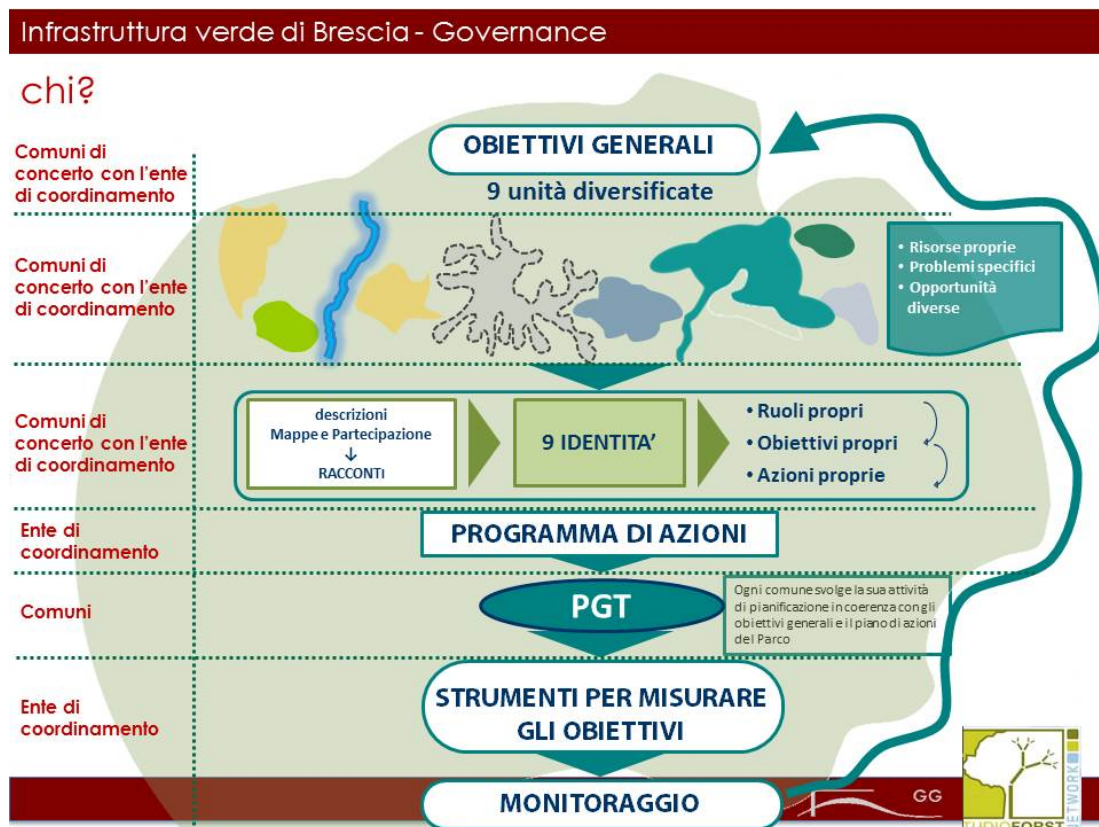 Infrastruttura verde di Brescia - Governance
chi?
Comuni di
concerto con l'ente
di coordinamento
OBIETTIVI GENERALI
9 unità diversificate
Comuni di
concerto con l'ente
di coordinamento
• Risorse proprie
• Problemi specifici
• Opportunità
diverse
Comuni di
concerto con l'ente
di coordinamento
descrizioni
Mappe e Partecipazione
↓
RACCONTI
9 IDENTITA'
• Ruoli propri
• Obiettivi propri
• Azioni proprie
Ente di
coordinamento
PROGRAMMA DI AZIONI
Comuni
PGT
Ogni comune svolge la sua attività
di pianificazione in coerenza con gli
obiettivi generali e il piano di azioni
del Parco
Ente di
coordinamento
STRUMENTI PER MISURARE
GLI OBIETTIVI
MONITORAGGIO
GG